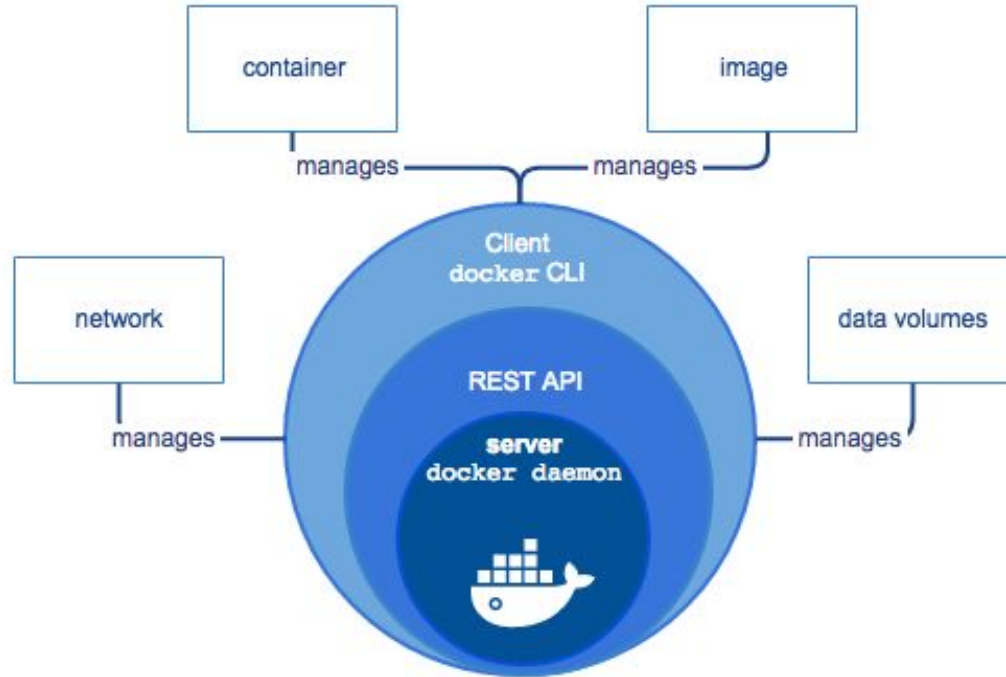 container
image
manages
manages
Client
docker CLI
network
data volumes
REST API
manages
manages
server
docker daemon